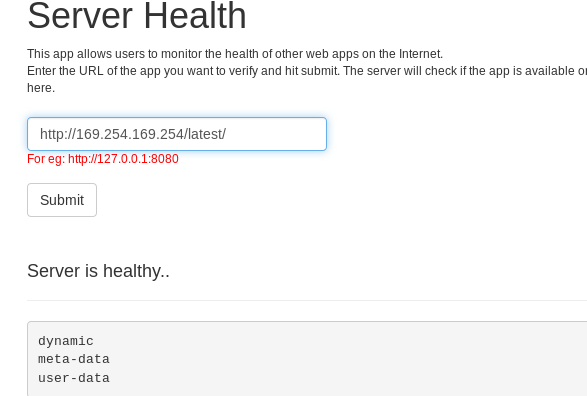 Server Health
This app allows users to monitor the health of other web apps on the Internet.
Enter the URL of the app you want to verify and hit submit. The server will check if the app is available
here.
http://169.254.169.254/latest/
For eg: http://127.0.0.1:8080
Submit
Server is healthy..
dynamic
meta-data
user-data